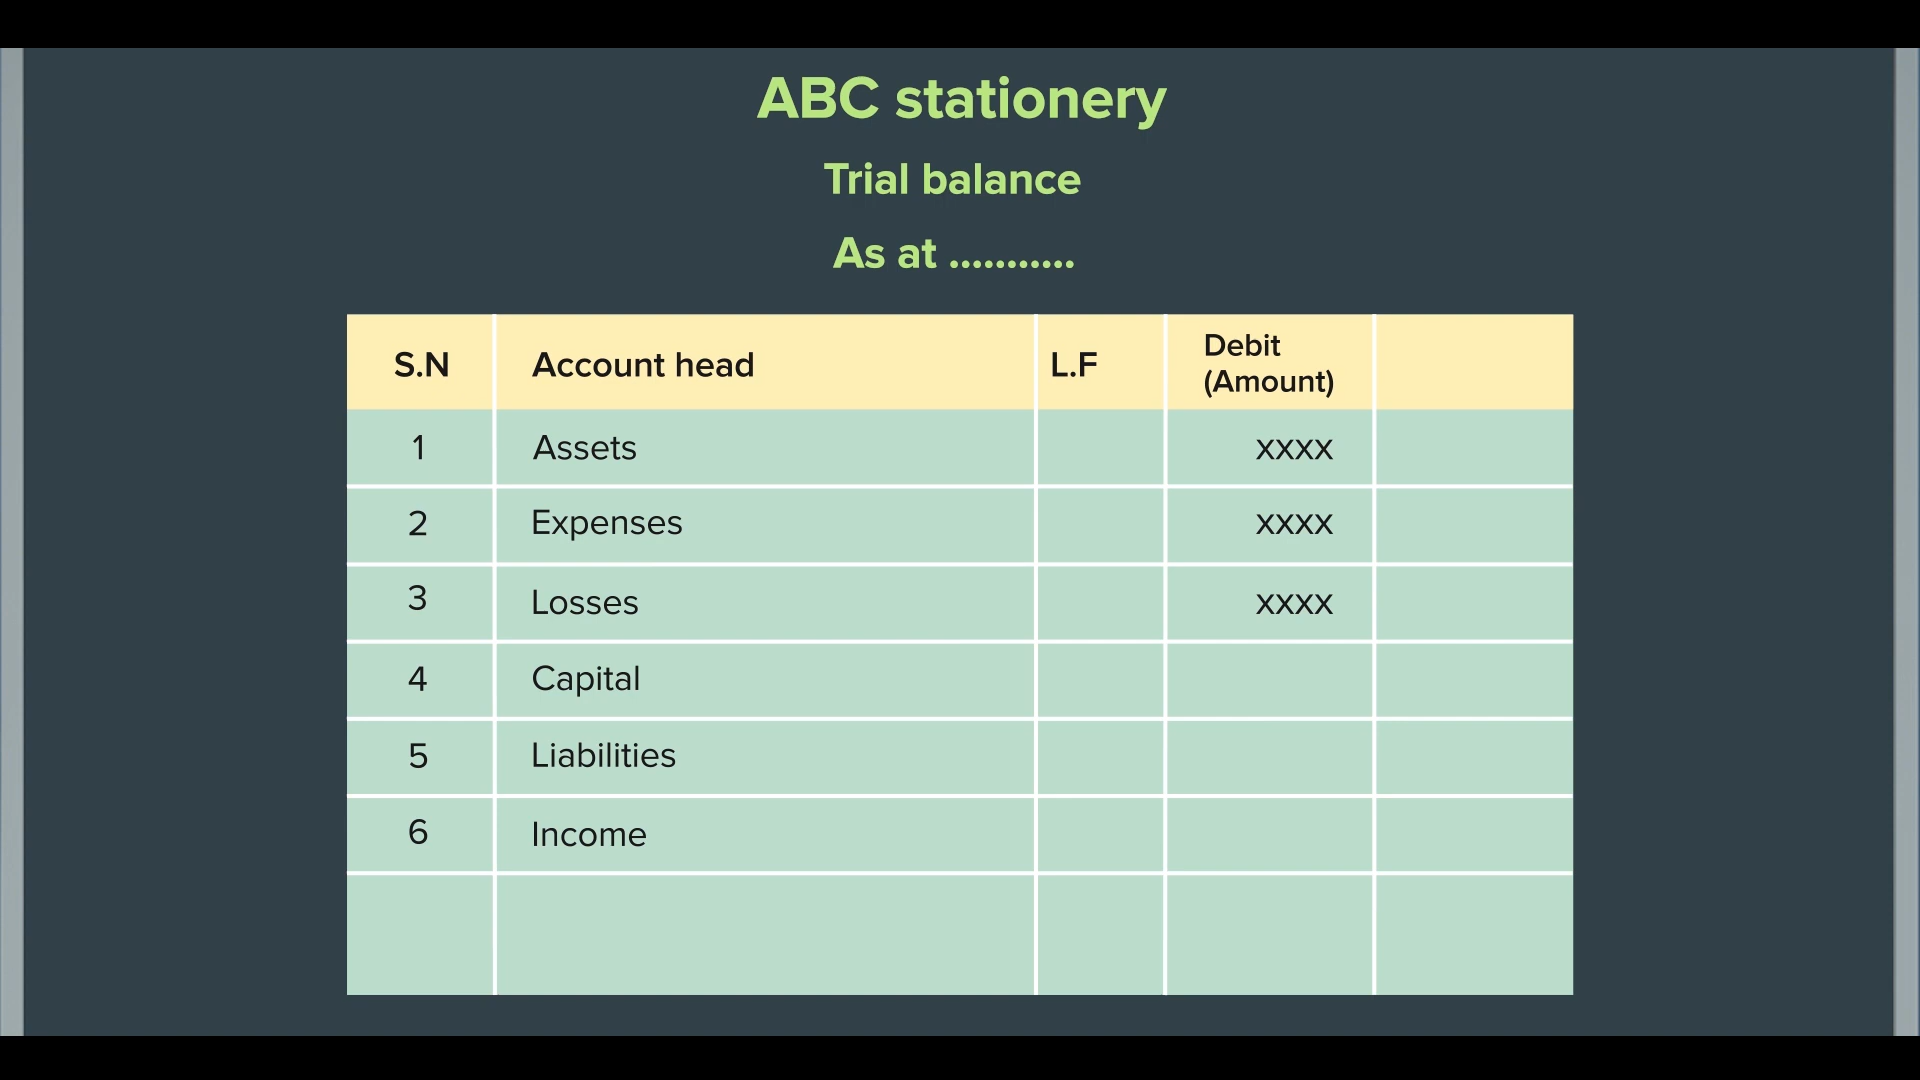 ABC stationery
Trial balance
As at ...........
S.N Account head L.F Debit (Amount)
1 Assets xxxx
2 Expenses xxxx
3 Losses xxxx
4 Capital
5 Liabilities
6 Income